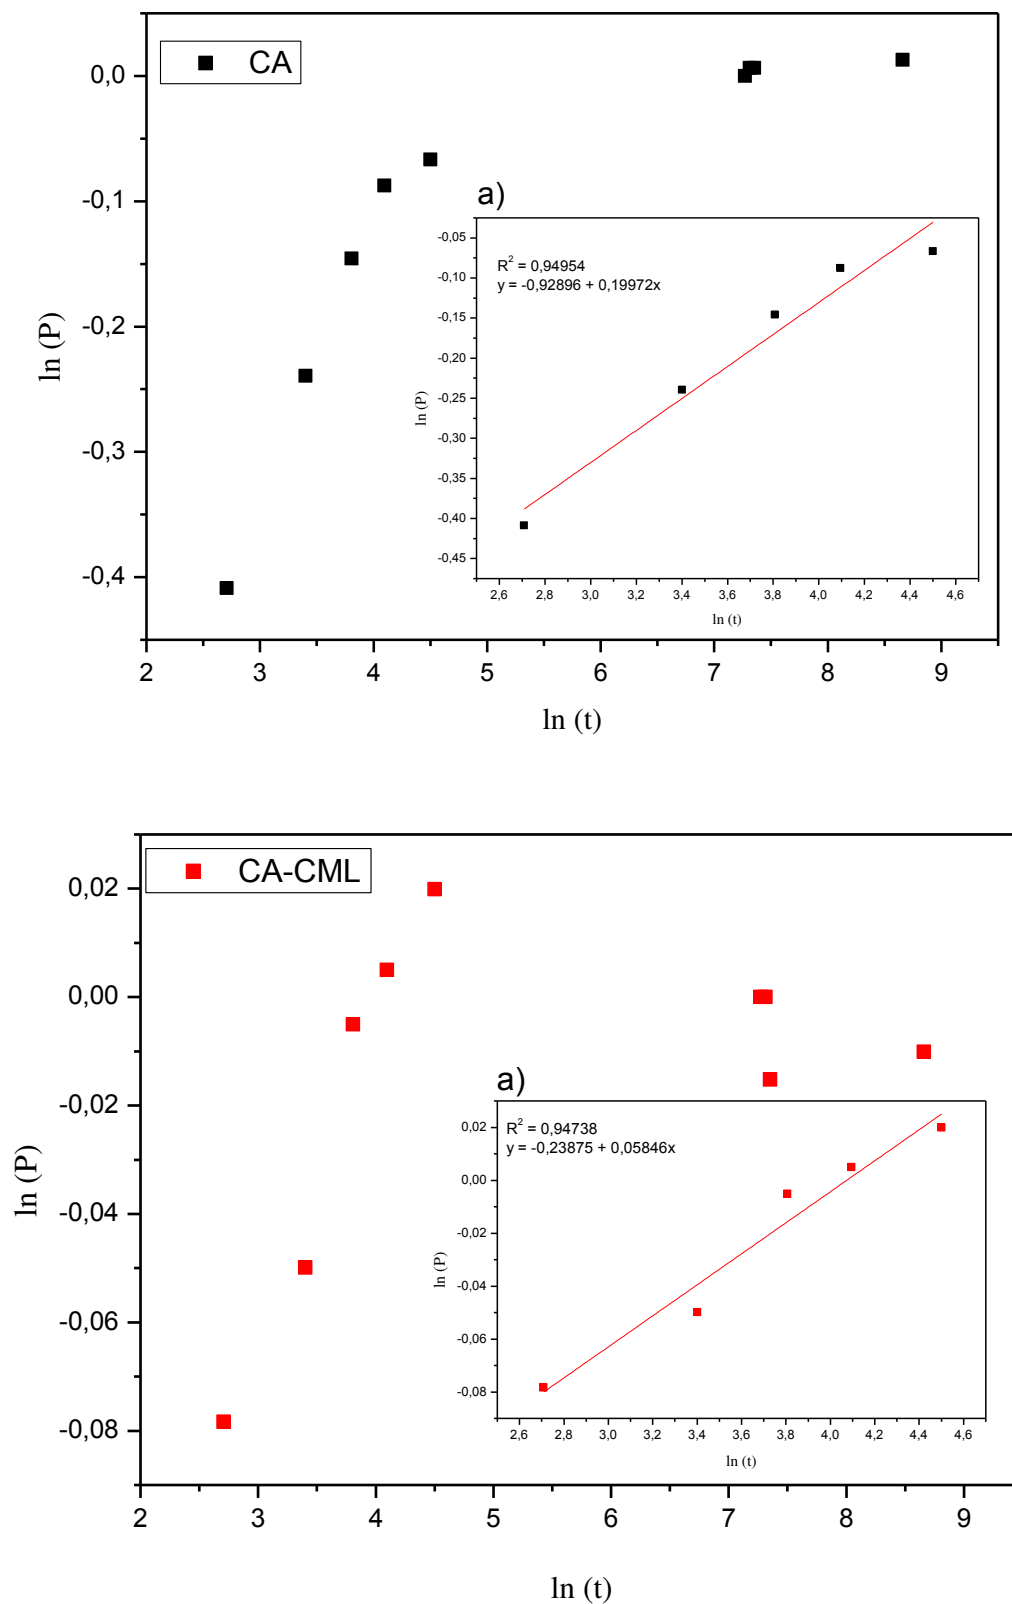 CA
0,0
-0,1
-0,2
-0,3
-0,4
ln (P)
2 3 4 5 6 7 8 9
ln (t)
a)
R² = 0,94954
y = -0,92896 + 0,19972x
-0,05
-0,10
-0,15
-0,20
-0,25
-0,30
-0,35
-0,40
-0,45
ln (P)
2,6 2,8 3,0 3,2 3,4 3,6 3,8 4,0 4,2 4,4 4,6
ln (t)
CA-CML
0,02
0,00
-0,02
-0,04
-0,06
-0,08
ln (P)
2 3 4 5 6 7 8 9
ln (t)
a)
R² = 0,94738
y = -0,23875 + 0,05846x
0,02
0,00
-0,02
-0,04
-0,06
-0,08
ln (P)
2,6 2,8 3,0 3,2 3,4 3,6 3,8 4,0 4,2 4,4 4,6
ln (t)